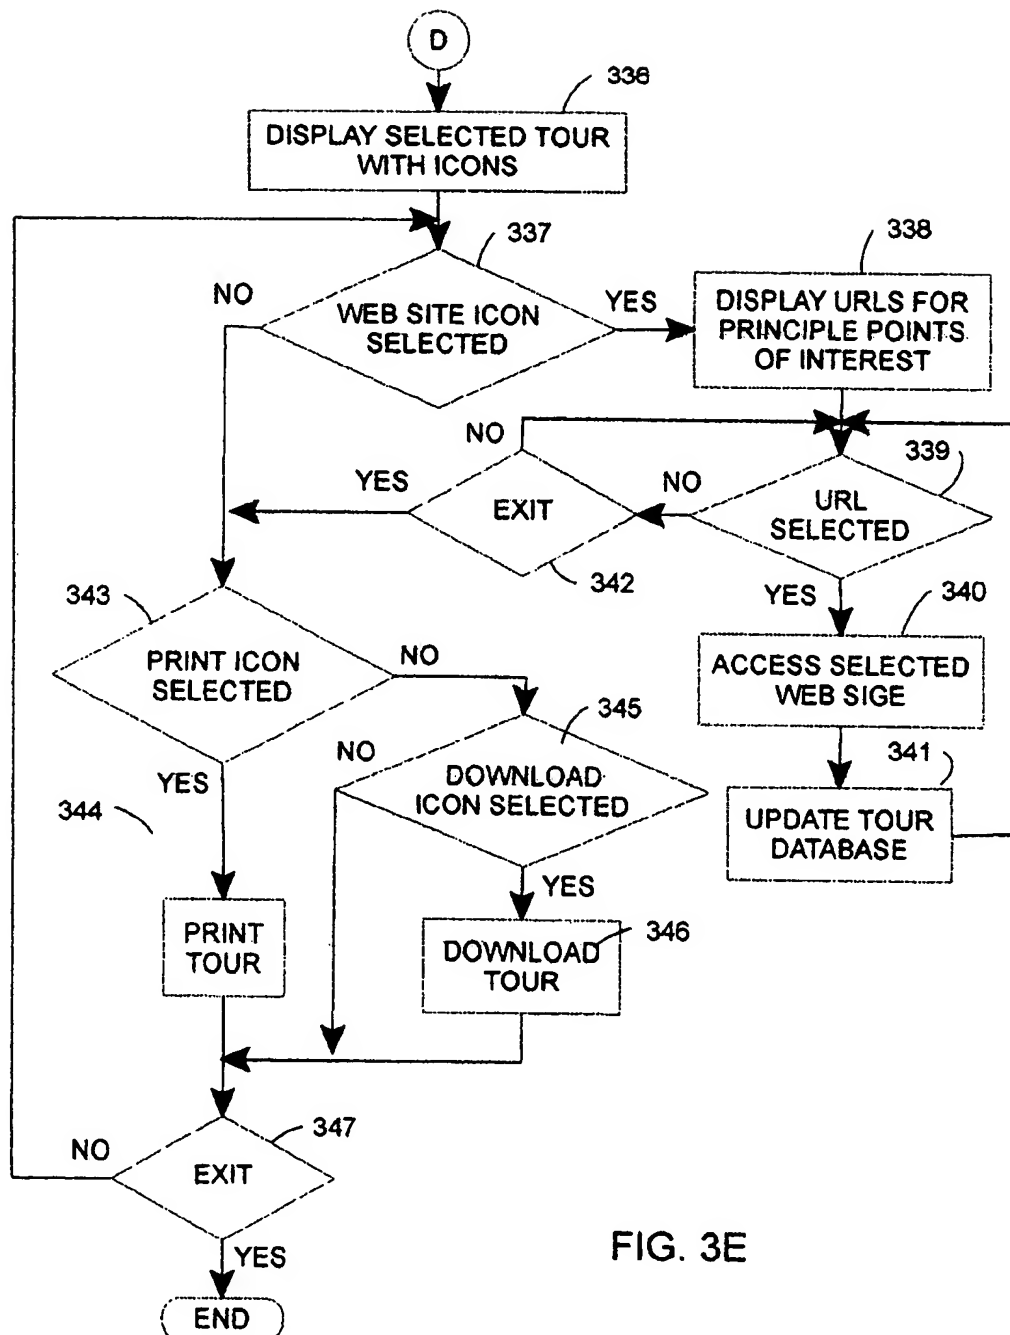 D
336
DISPLAY SELECTED TOUR
WITH ICONS
337
338
NO
WEB SITE ICON
SELECTED
YES
DISPLAY URLS FOR
PRINCIPLE POINTS
OF INTEREST
NO
339
YES
EXIT
NO
URL
SELECTED
342
343
YES
340
PRINT ICON
SELECTED
NO
ACCESS SELECTED
WEB SIGE
345
NO
341
YES
DOWNLOAD
ICON SELECTED
344
UPDATE TOUR
DATABASE
YES
PRINT
TOUR
DOWNLOAD
TOUR
346
347
NO
EXIT
YES
FIG. 3E
END